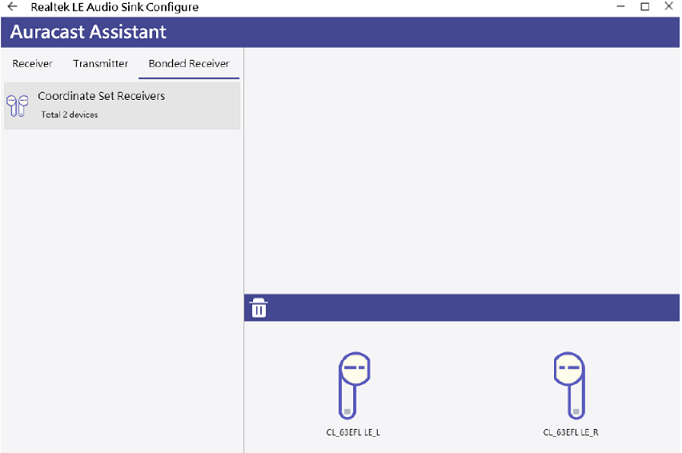 Realtek LE Audio Sink Configure
Auracast Assistant
Receiver Transmitter Bonded Receiver
Coordinate Set Receivers
Total 2 devices
CL_63EFL LE_L CL_63EFL LE_R